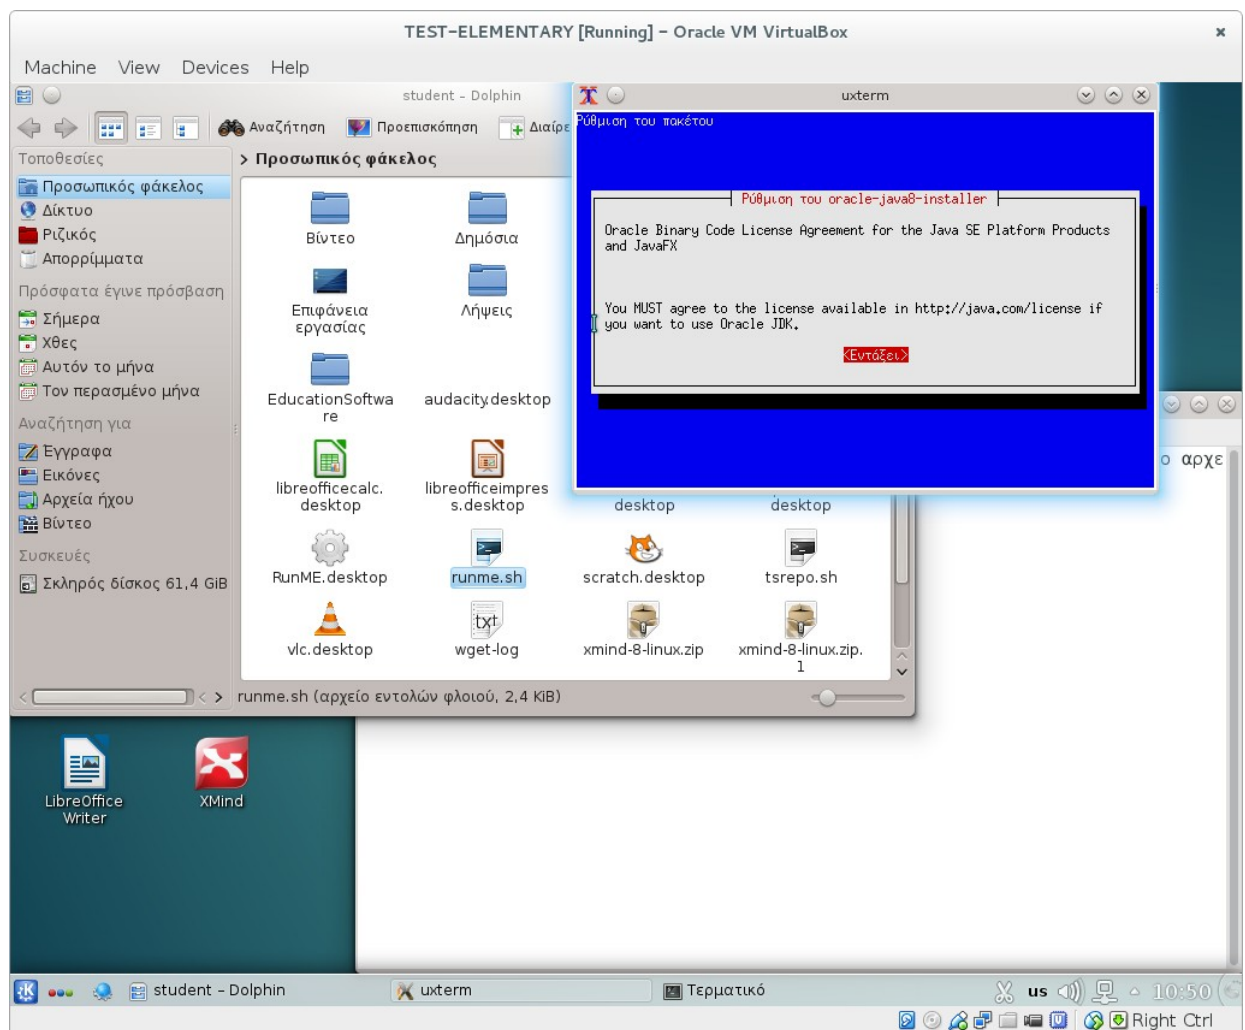 TEST-ELEMENTARY [Running] – Oracle VM VirtualBox
Machine View Devices Help
student – Dolphin
Αναζήτηση Προεπισκόπηση Διαίρε
Τοποθεσίες
Προσωπικός φάκελος
Δίκτυο
Ριζικός
Απορρίμματα
Πρόσφατα έγινε πρόσβαση
Σήμερα
Χθες
Αυτόν το μήνα
Τον περασμένο μήνα
Αναζήτηση για
Έγγραφα
Εικόνες
Αρχεία ήχου
Βίντεο
Συσκευές
Σκληρός δίσκος 61,4 GiB
> Προσωπικός φάκελος
Βίντεο Δημόσια
Επιφάνεια Λήψεις
εργασίας
EducationSoftwa audacity.desktop
re
libreofficecalc. libreofficeimpres
desktop s.desktop desktop desktop
RunME.desktop runme.sh scratch.desktop tsrepo.sh
txt
vlc.desktop wget-log xmind-8-linux.zip xmind-8-linux.zip.
1
runme.sh (αρχείο εντολών φλοιού, 2,4 KiB)
uxterm
Ρύθμιση του πακέτου
Ρύθμιση του oracle-java8-installer
Oracle Binary Code License Agreement for the Java SE Platform Products
and JavaFX
You MUST agree to the license available in http://java.com/license if
you want to use Oracle JDK.
<Εντάξει>
ο αρχε
LibreOffice XMind
Writer
student – Dolphin uxterm Τερματικό us 10:50
Right Ctrl